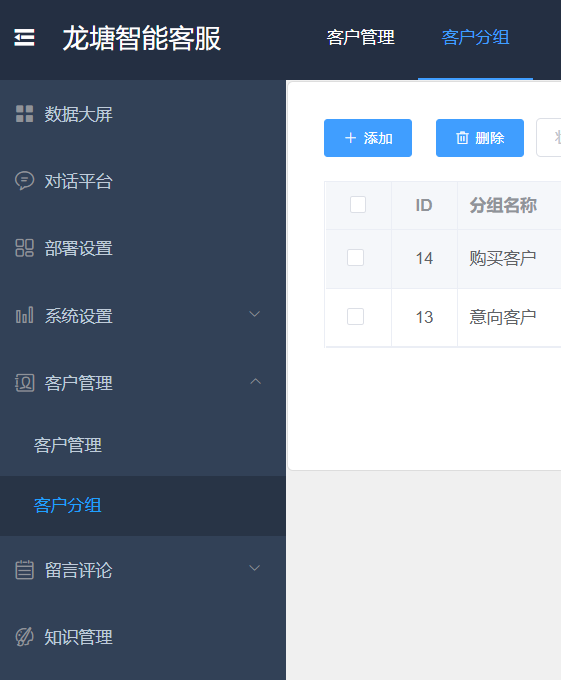 龙塘智能客服
客户管理
客户分组
数据大屏
对话平台
部署设置
系统设置
客户管理
客户管理
客户分组
留言评论
知识管理
添加
删除
ID 分组名称
14 购买客户
13 意向客户